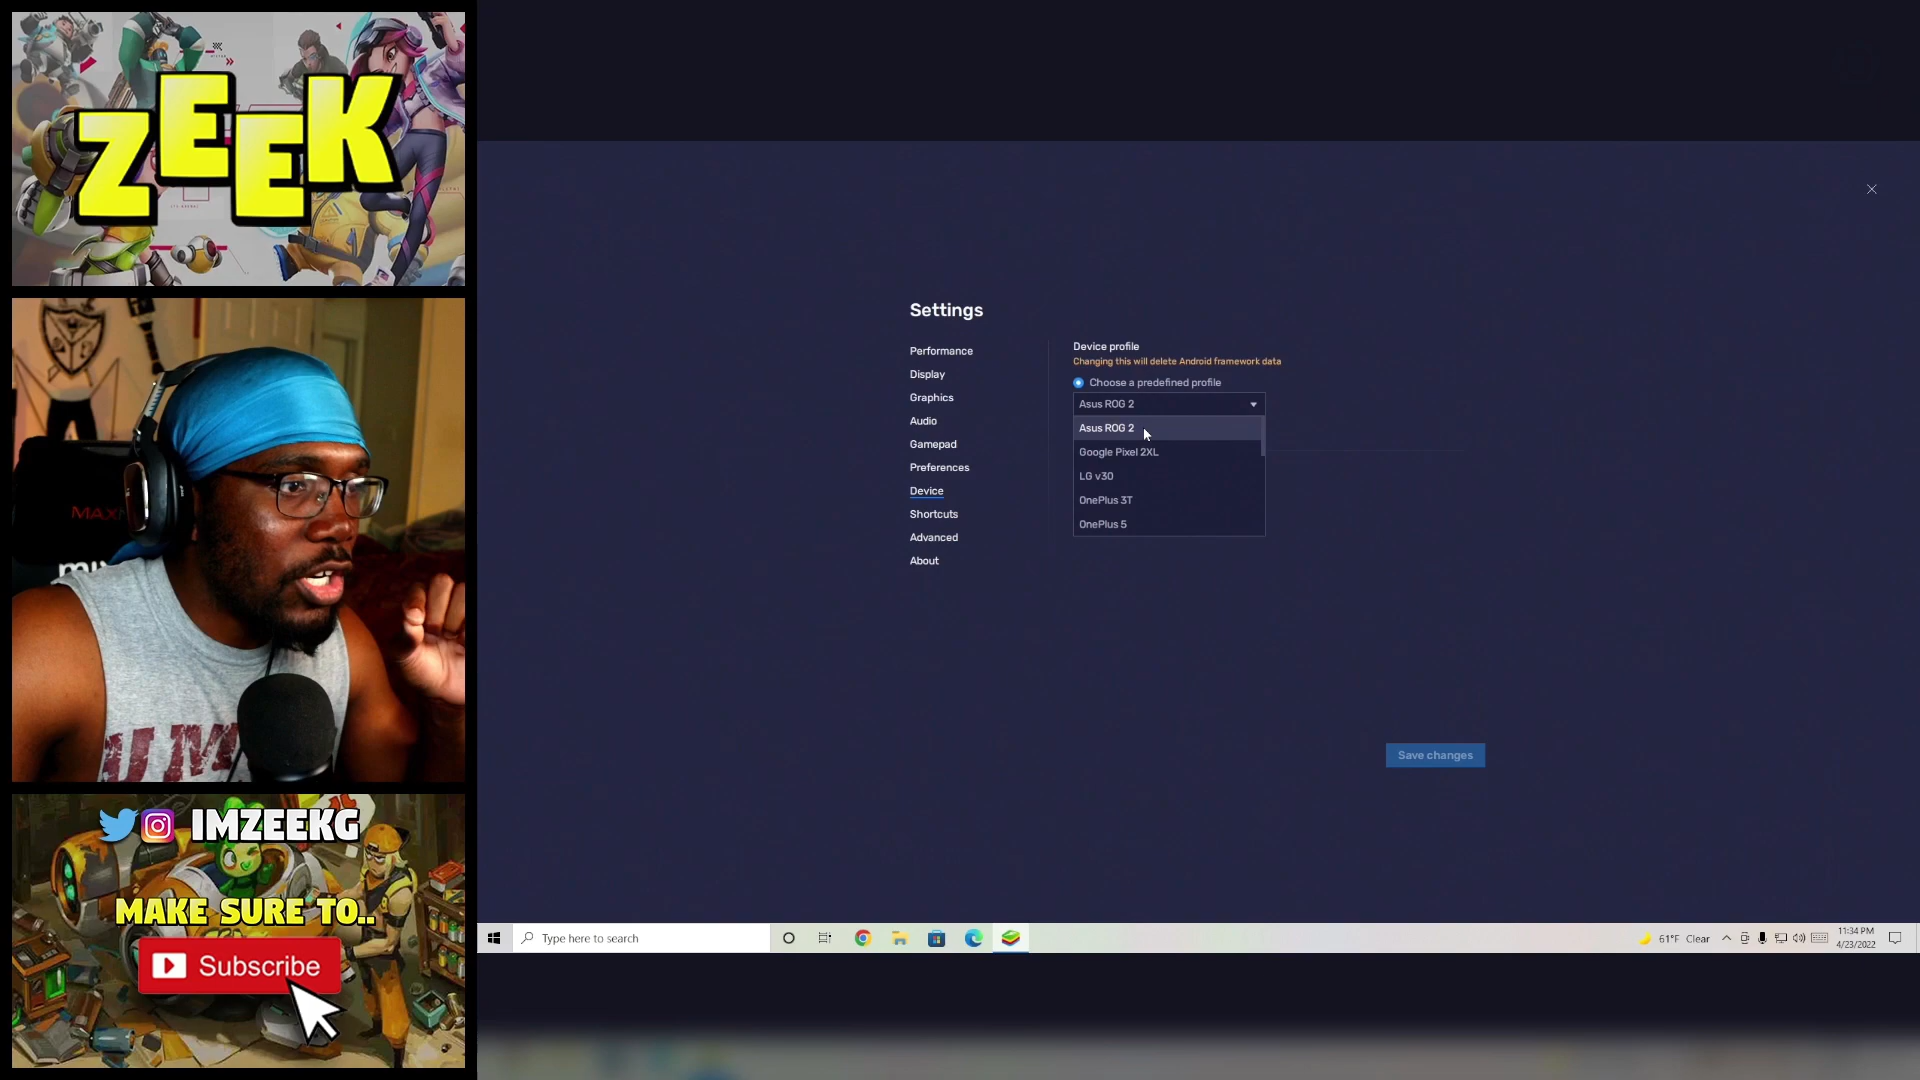 ZEEK
MAX
mix
UM
IMZEEKG
MAKE SURE TO..
Subscribe
Settings
Performance
Display
Graphics
Audio
Gamepad
Preferences
Device
Shortcuts
Advanced
About
Device profile
Changing this will delete Android framework data
Choose a predefined profile
Asus ROG 2
Asus ROG 2
Google Pixel 2XL
LG v30
OnePlus 3T
OnePlus 5
Save changes
Type here to search
61°F Clear
11:34 PM
4/23/2022